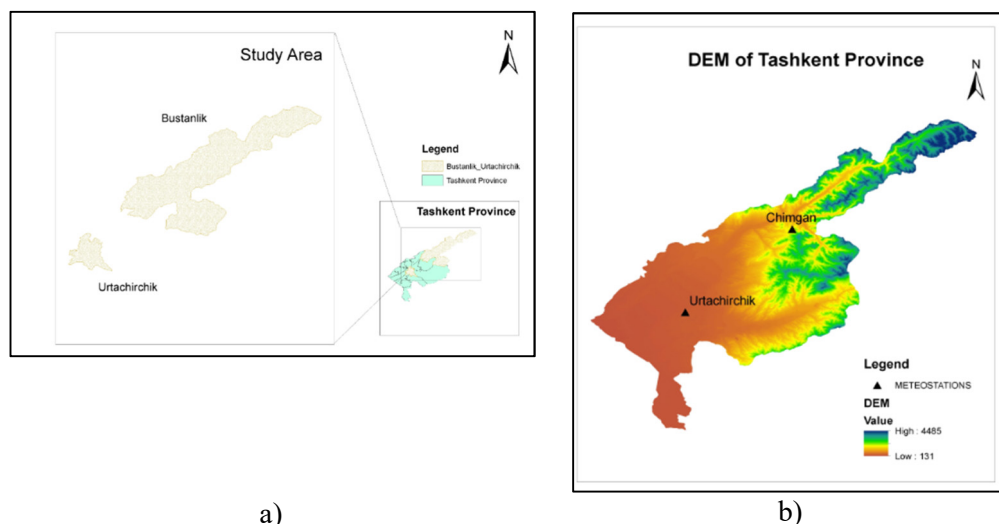 Study Area
N
Bustanlik
Urtachirchik
Legend
Bustanlik_Urtachirchik
Tashkent Province
Tashkent Province
a)
DEM of Tashkent Province
N
Chimgan
Urtachirchik
Legend
METEOSTATIONS
DEM
Value
High : 4485
Low : 131
b)